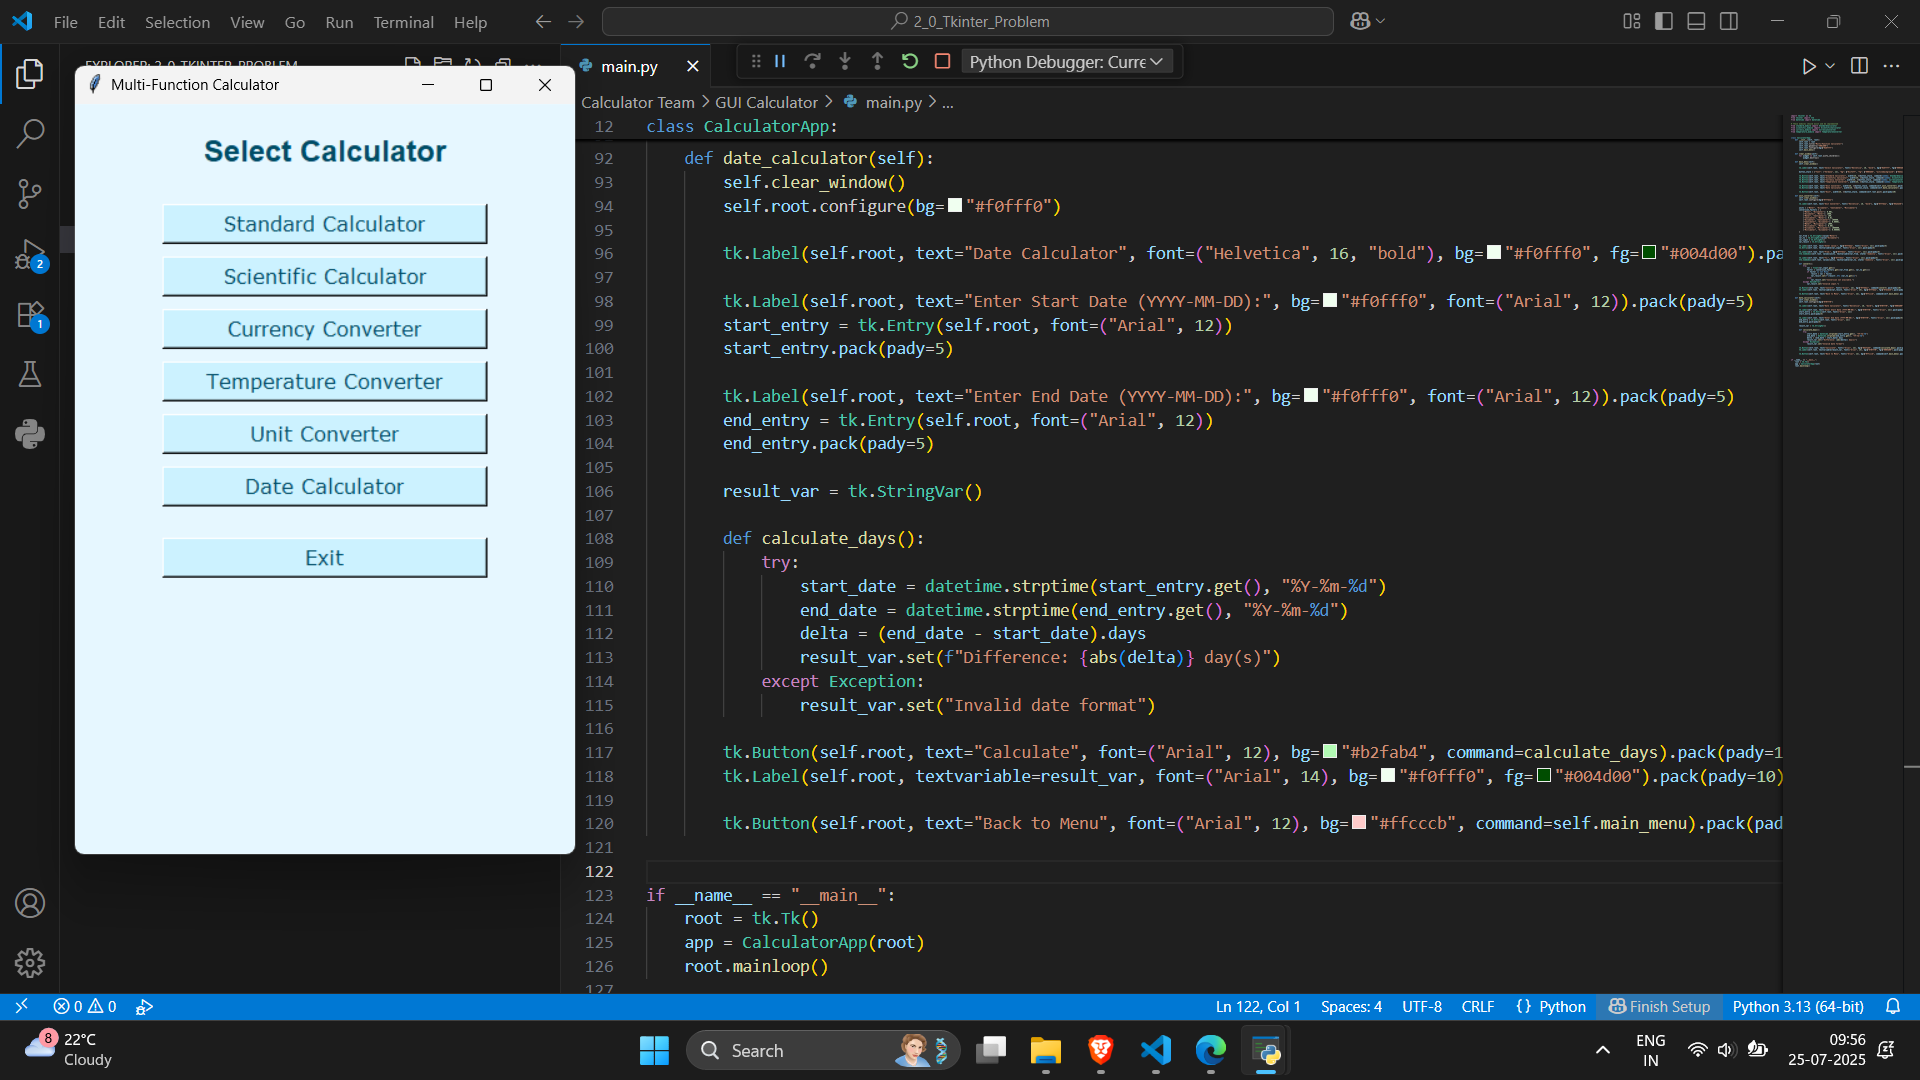 File Edit Selection View Go Run Terminal Help
2_0_Tkinter_Problem
main.py
Python Debugger: Curre
Multi-Function Calculator
Select Calculator
Standard Calculator
Scientific Calculator
Currency Converter
Temperature Converter
Unit Converter
Date Calculator
Exit
2
1
Calculator Team > GUI Calculator > main.py > ...
12 class CalculatorApp:
92 def date_calculator(self):
93 self.clear_window()
94 self.root.configure(bg="#f0fff0")
95
96 tk.Label(self.root, text="Date Calculator", font=("Helvetica", 16, "bold"), bg="#f0fff0", fg="#004d00").pa
97
98 tk.Label(self.root, text="Enter Start Date (YYYY-MM-DD):", bg="#f0fff0", font=("Arial", 12)).pack(pady=5)
99 start_entry = tk.Entry(self.root, font=("Arial", 12))
100 start_entry.pack(pady=5)
101
102 tk.Label(self.root, text="Enter End Date (YYYY-MM-DD):", bg="#f0fff0", font=("Arial", 12)).pack(pady=5)
103 end_entry = tk.Entry(self.root, font=("Arial", 12))
104 end_entry.pack(pady=5)
105
106 result_var = tk.StringVar()
107
108 def calculate_days():
109 try:
110 start_date = datetime.strptime(start_entry.get(), "%Y-%m-%d")
111 end_date = datetime.strptime(end_entry.get(), "%Y-%m-%d")
112 delta = (end_date - start_date).days
113 result_var.set(f"Difference: {abs(delta)} day(s)")
114 except Exception:
115 result_var.set("Invalid date format")
116
117 tk.Button(self.root, text="Calculate", font=("Arial", 12), bg="#b2fab4", command=calculate_days).pack(pady=1
118 tk.Label(self.root, textvariable=result_var, font=("Arial", 14), bg="#f0fff0", fg="#004d00").pack(pady=10)
119
120 tk.Button(self.root, text="Back to Menu", font=("Arial", 12), bg="#ffcccb", command=self.main_menu).pack(pad
121
122
123 if __name__ == "__main__":
124 root = tk.Tk()
125 app = CalculatorApp(root)
126 root.mainloop()
127
0 0
Ln 122, Col 1 Spaces: 4 UTF-8 CRLF {} Python Finish Setup Python 3.13 (64-bit)
8
22°C
Cloudy
Search
ENG
IN
09:56
25-07-2025